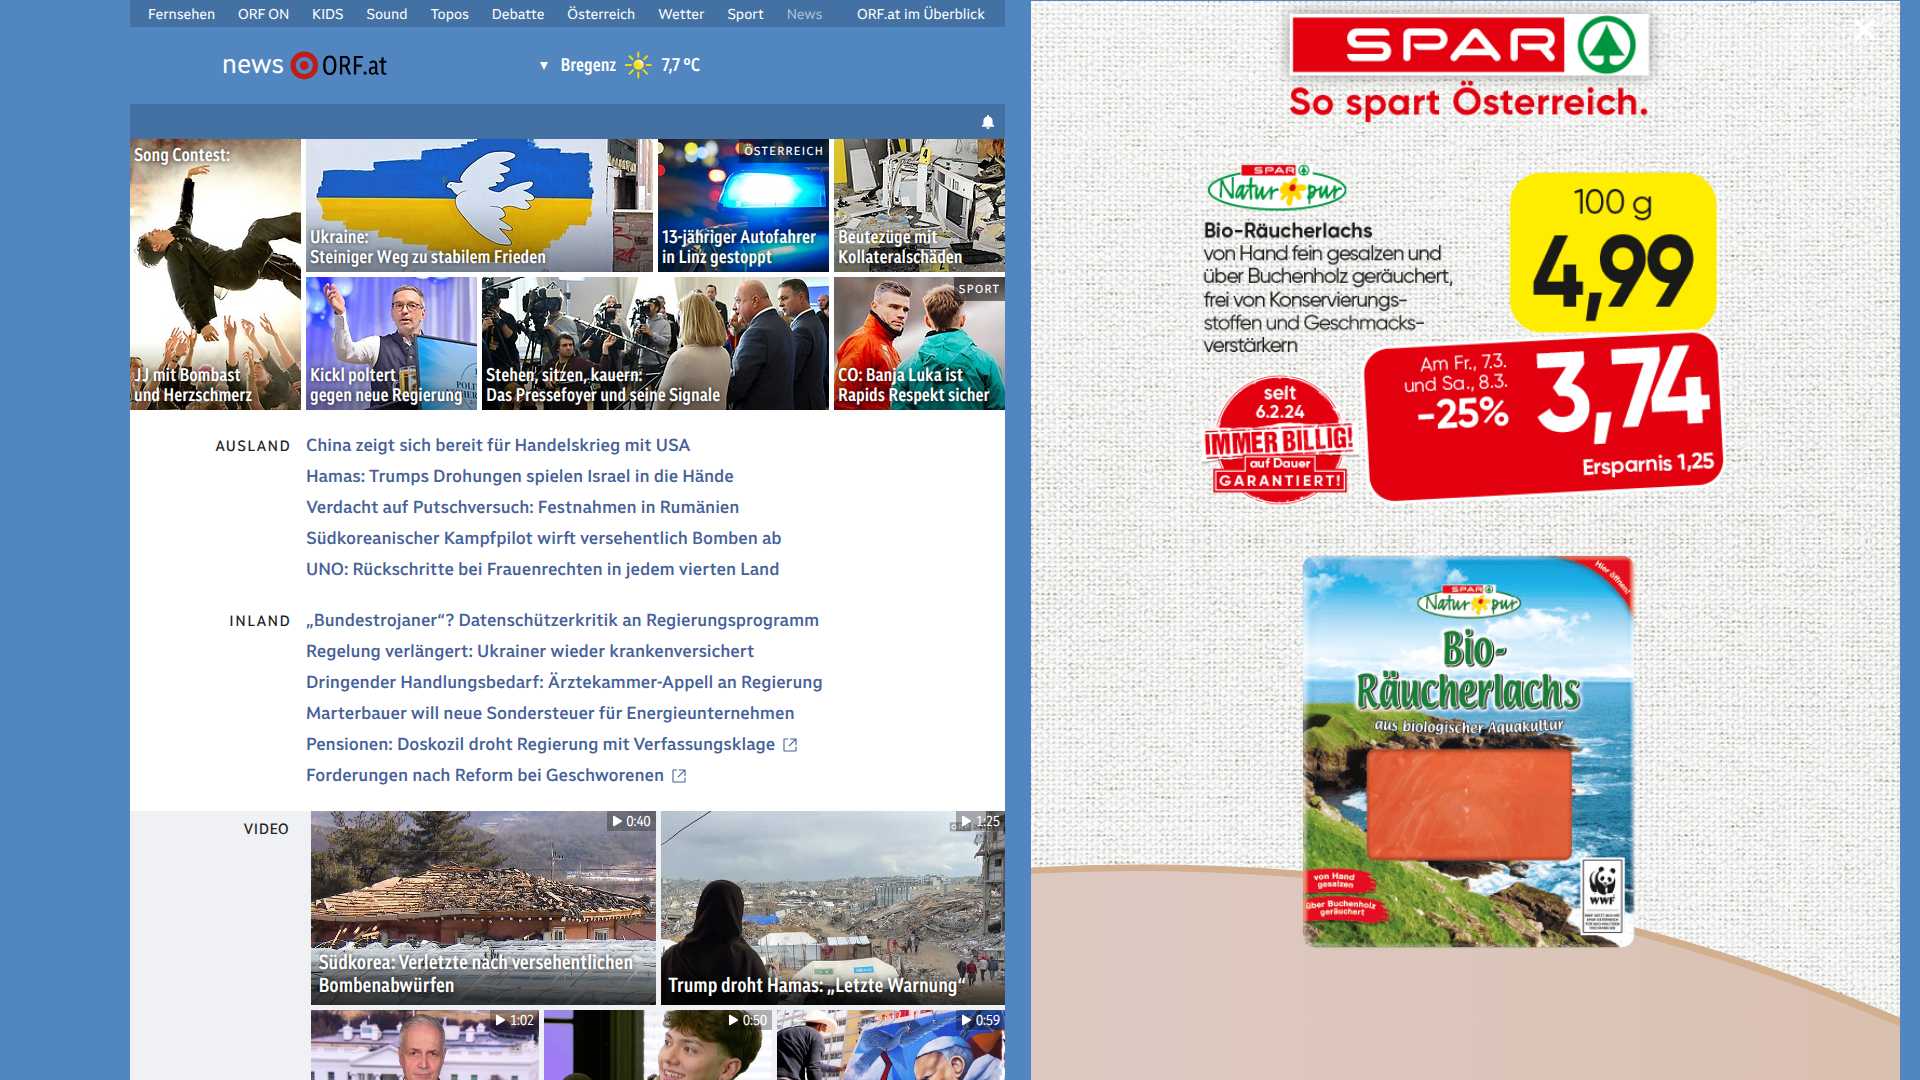 Fernsehen ORF ON KIDS Sound Topos Debatte Österreich Wetter Sport News ORF.at im Überblick
news ORF.at
Bregenz 7,7 °C
Song Contest:
JJ mit Bombast
und Herzschmerz
Ukraine:
Steiniger Weg zu stabilem Frieden
ÖSTERREICH
13-jähriger Autofahrer
in Linz gestoppt
4
Beutezüge mit
Kollateralschäden
Kickl poltert
gegen neue Regierung
Stehen, sitzen, kauern:
Das Pressefoyer und seine Signale
SPORT
CO: Banja Luka ist
Rapids Respekt sicher
AUSLAND
China zeigt sich bereit für Handelskrieg mit USA
Hamas: Trumps Drohungen spielen Israel in die Hände
Verdacht auf Putschversuch: Festnahmen in Rumänien
Südkoreanischer Kampfpilot wirft versehentlich Bomben ab
UNO: Rückschritte bei Frauenrechten in jedem vierten Land
INLAND
„Bundestrojaner“? Datenschützerkritik an Regierungsprogramm
Regelung verlängert: Ukrainer wieder krankenversichert
Dringender Handlungsbedarf: Ärztekammer-Appell an Regierung
Marterbauer will neue Sondersteuer für Energieunternehmen
Pensionen: Doskozil droht Regierung mit Verfassungsklage
Forderungen nach Reform bei Geschworenen
VIDEO
0:40
Südkorea: Verletzte nach versehentlichen
Bombenabwürfen
1:25
Trump droht Hamas: „Letzte Warnung“
1:02
0:50
0:59
SPAR
So spart Österreich.
SPAR
Natur pur
Bio-Räucherlachs
von Hand fein gesalzen und
über Buchenholz geräuchert,
frei von Konservierungs-
stoffen und Geschmacks-
verstärkern
100 g
4,99
Am Fr., 7.3.
und Sa., 8.3.
-25%
3,74
Ersparnis 1,25
seit
6.2.24
IMMER BILLIG!
auf Dauer
GARANTIERT!
Hier öffnen!
SPAR
Natur pur
Bio-
Räucherlachs
aus biologischer Aquakultur
von Hand
gesalzen
über Buchenholz
geräuchert
WWF